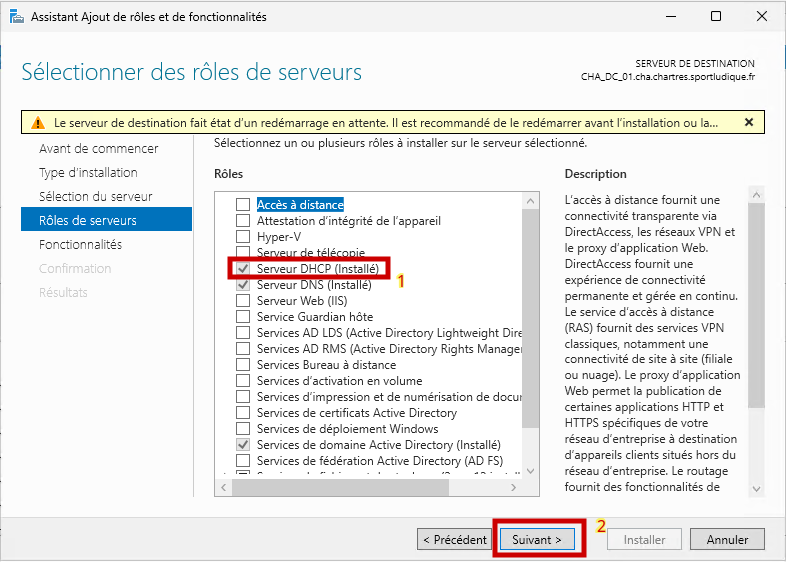 Assistant Ajout de rôles et de fonctionnalités
Sélectionner des rôles de serveurs
SERVEUR DE DESTINATION
CHA_DC_01.cha.chartres.sportludique.fr
Le serveur de destination fait état d'un redémarrage en attente. Il est recommandé de le redémarrer avant l'installation ou la...
Avant de commencer
Type d'installation
Sélection du serveur
Rôles de serveurs
Fonctionnalités
Confirmation
Résultats
Sélectionnez un ou plusieurs rôles à installer sur le serveur sélectionné.
Rôles
Accès à distance
Attestation d'intégrité de l'appareil
Hyper-V
Serveur de télécopie
Serveur DHCP (Installé)
1
Serveur DNS (Installé)
Serveur Web (IIS)
Service Guardian hôte
Services AD LDS (Active Directory Lightweight Dire
Services AD RMS (Active Directory Rights Manager
Services Bureau à distance
Services d'activation en volume
Services d'impression et de numérisation de docu
Services de certificats Active Directory
Services de déploiement Windows
Services de domaine Active Directory (Installé)
Services de fédération Active Directory (AD FS)
Description
L'accès à distance fournit une
connectivité transparente via
DirectAccess, les réseaux VPN et
le proxy d'application Web.
DirectAccess fournit une
expérience de connectivité
permanente et gérée en continu.
Le service d'accès à distance
(RAS) fournit des services VPN
classiques, notamment une
connectivité de site à site (filiale
ou nuage). Le proxy d'application
Web permet la publication de
certaines applications HTTP et
HTTPS spécifiques de votre
réseau d'entreprise à destination
d'appareils clients situés hors du
réseau d'entreprise. Le routage
fournit des fonctionnalités de
< Précédent
Suivant >
2
Installer
Annuler